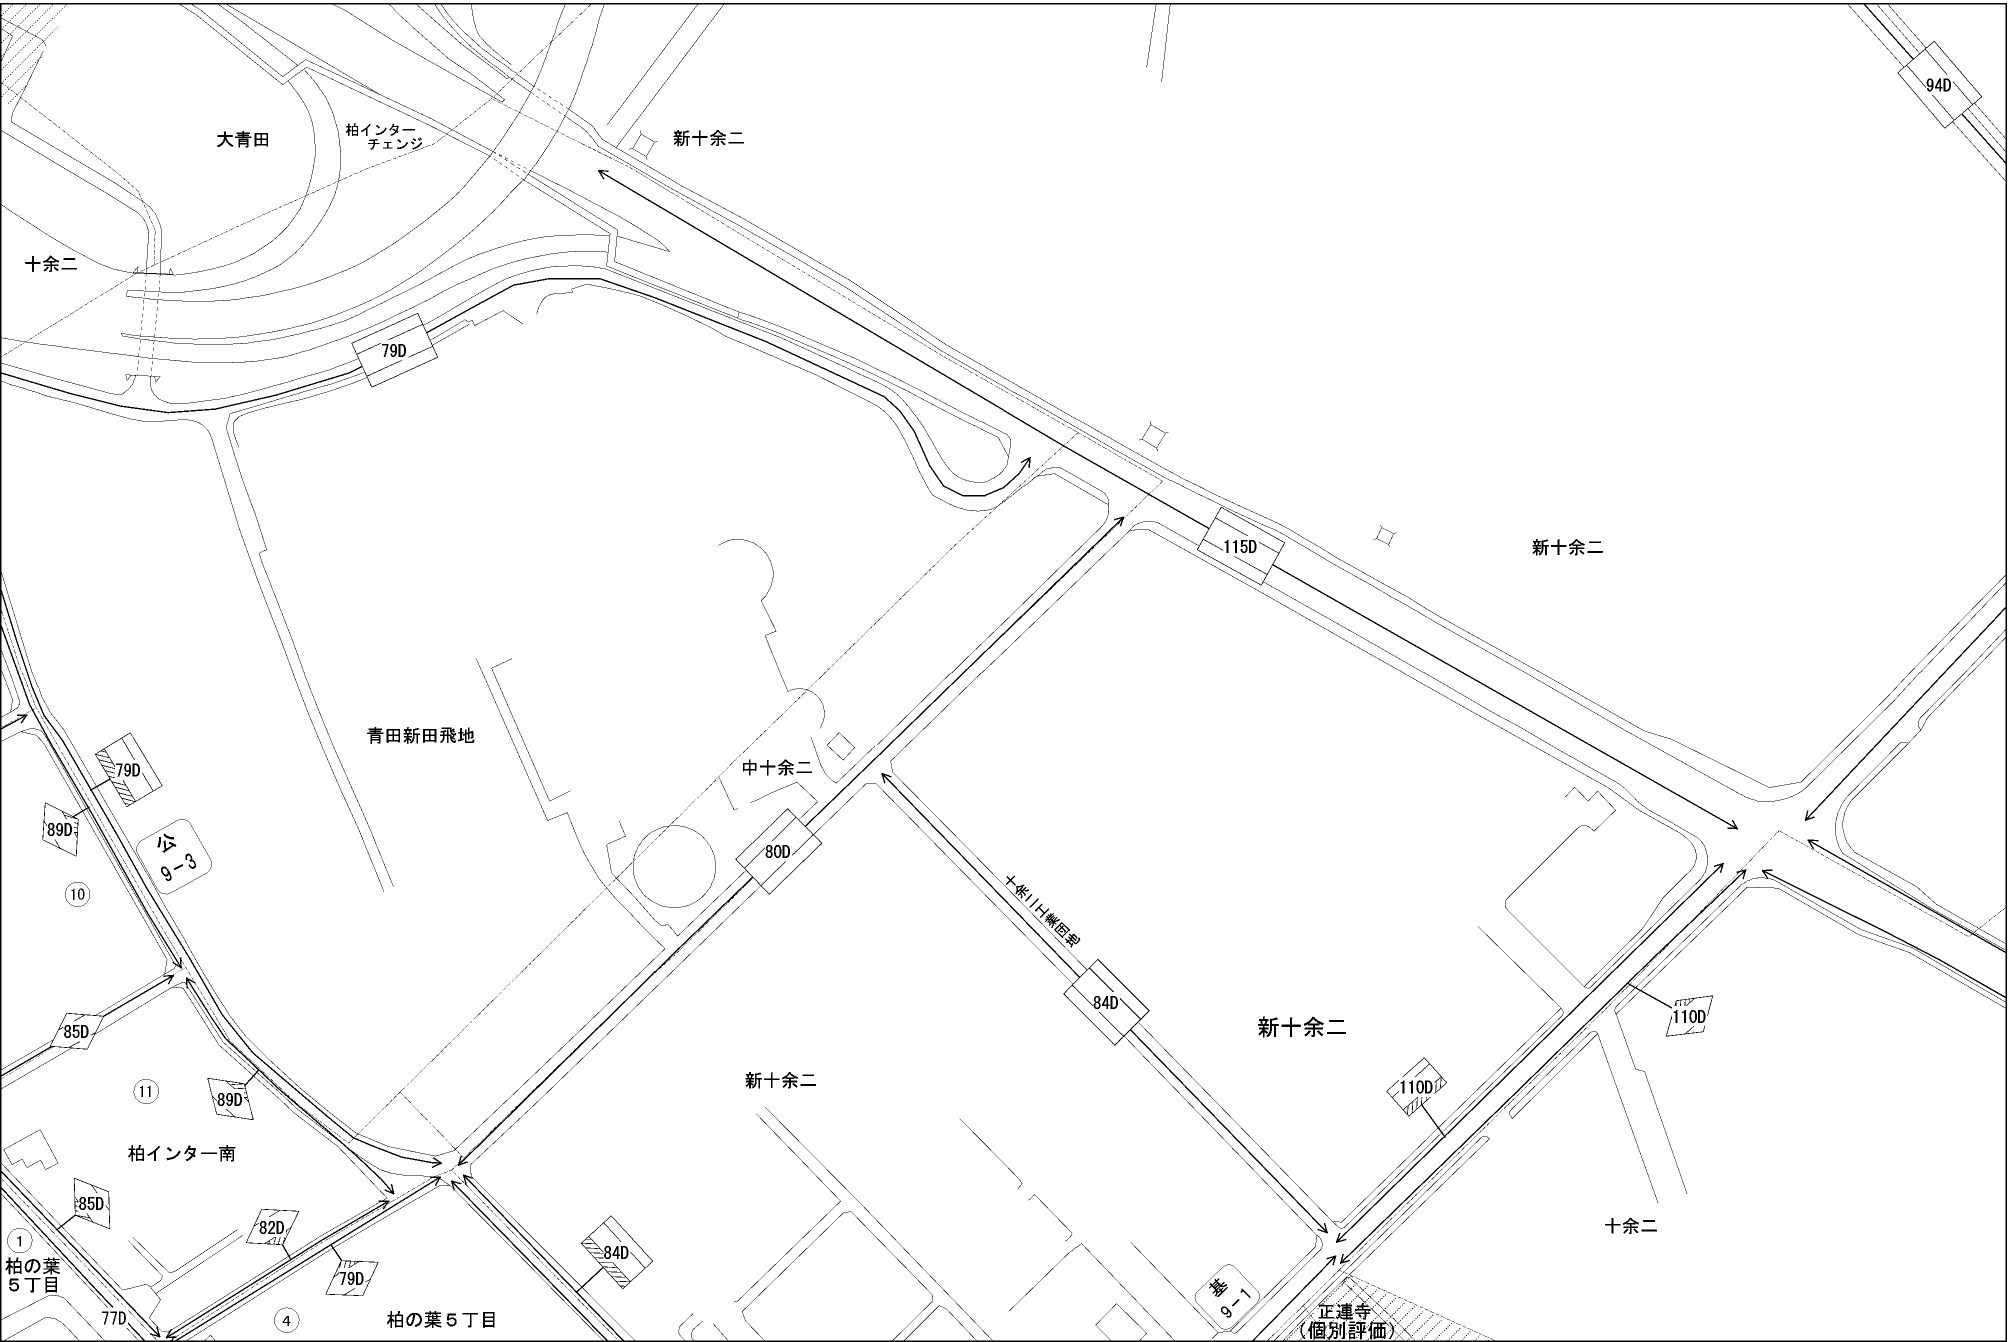 94D
大青田
柏インター
チェンジ
新十余二
十余二
79D
115D
新十余二
青田新田飛地
中十余二
79D
89D
公
9-3
80D
10
十余二工業団地
84D
新十余二
110D
85D
11
89D
新十余二
110D
柏インター南
85D
82D
84D
十余二
1
柏の葉
5丁目
79D
基
9-1
77D
4
柏の葉5丁目
正連寺
(個別評価)